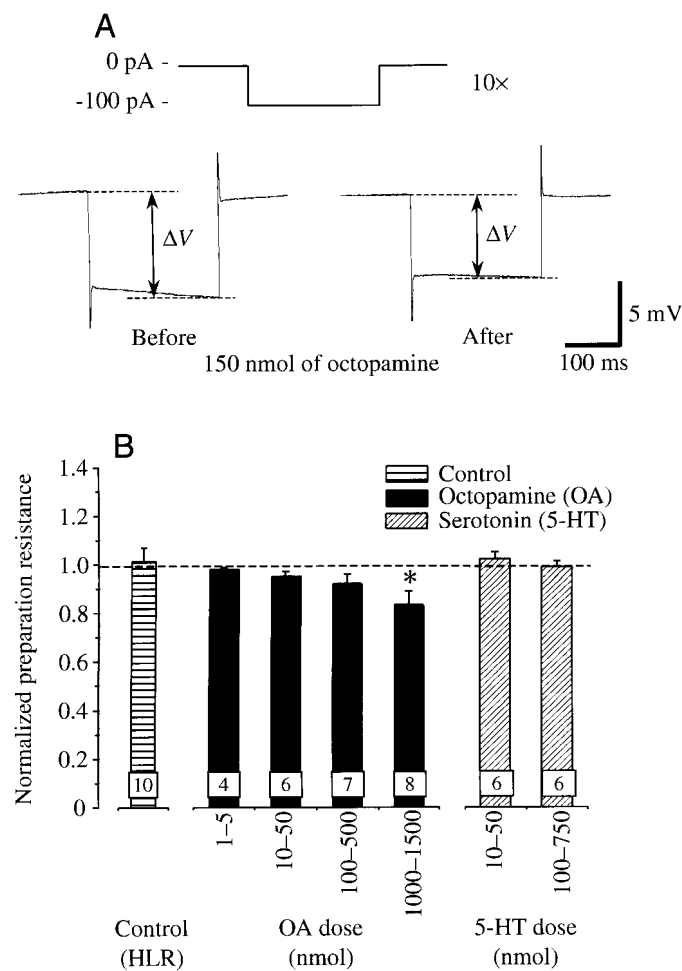 A
0 pA -
-100 pA -
10×
ΔV
ΔV
Before
After
5 mV
150 nmol of octopamine
100 ms
B
Normalized preparation resistance
1.4
1.2
1.0
0.8
0.6
0.4
0.2
0
Control
Octopamine (OA)
Serotonin (5-HT)
*
10
4
6
7
8
6
6
1–5
10–50
100–500
1000–1500
10–50
100–750
Control
(HLR)
OA dose
(nmol)
5-HT dose
(nmol)